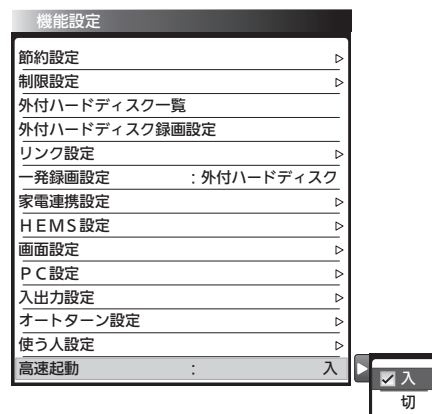 機能設定
節約設定
制限設定
外付ハードディスク一覧
外付ハードディスク録画設定
リンク設定
一発録画設定 : 外付ハードディスク
家電連携設定
HEMS設定
画面設定
PC設定
入出力設定
オートターン設定
使う人設定
高速起動 : 入
入
切